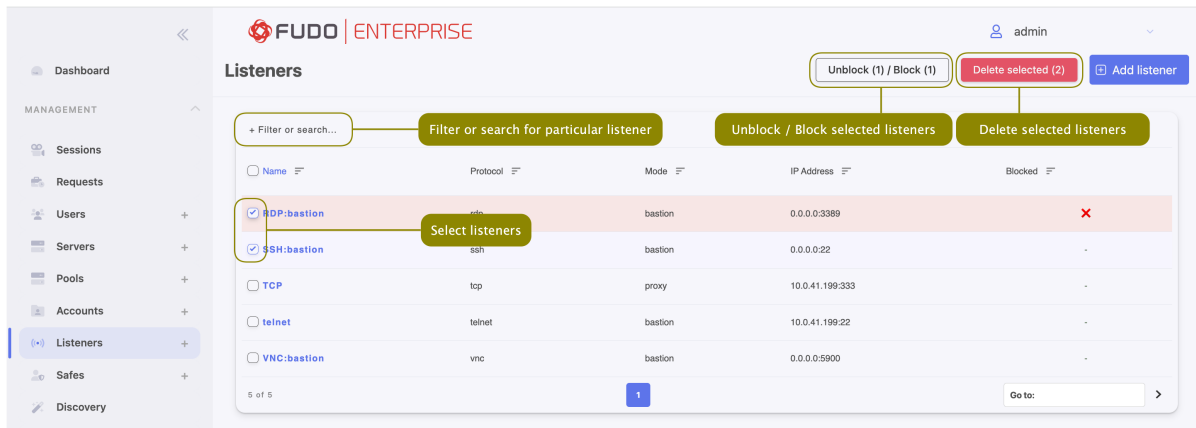 FUDO ENTERPRISE
admin
Dashboard
Listeners
Unblock (1) / Block (1)
Delete selected (2)
Add listener
MANAGEMENT
+ Filter or search...
Filter or search for particular listener
Unblock / Block selected listeners
Delete selected listeners
Sessions
Requests
Users +
Servers +
Pools +
Accounts +
Listeners +
Safes +
Discovery
Name Protocol Mode IP Address Blocked
RDP:bastion rdp bastion 0.0.0.0:3389
Select listeners
SSH:bastion ssh bastion 0.0.0.0:22 -
TCP tcp proxy 10.0.41.199:333 -
telnet telnet bastion 10.0.41.199:22 -
VNC:bastion vnc bastion 0.0.0.0:5900 -
5 of 5
1
Go to: